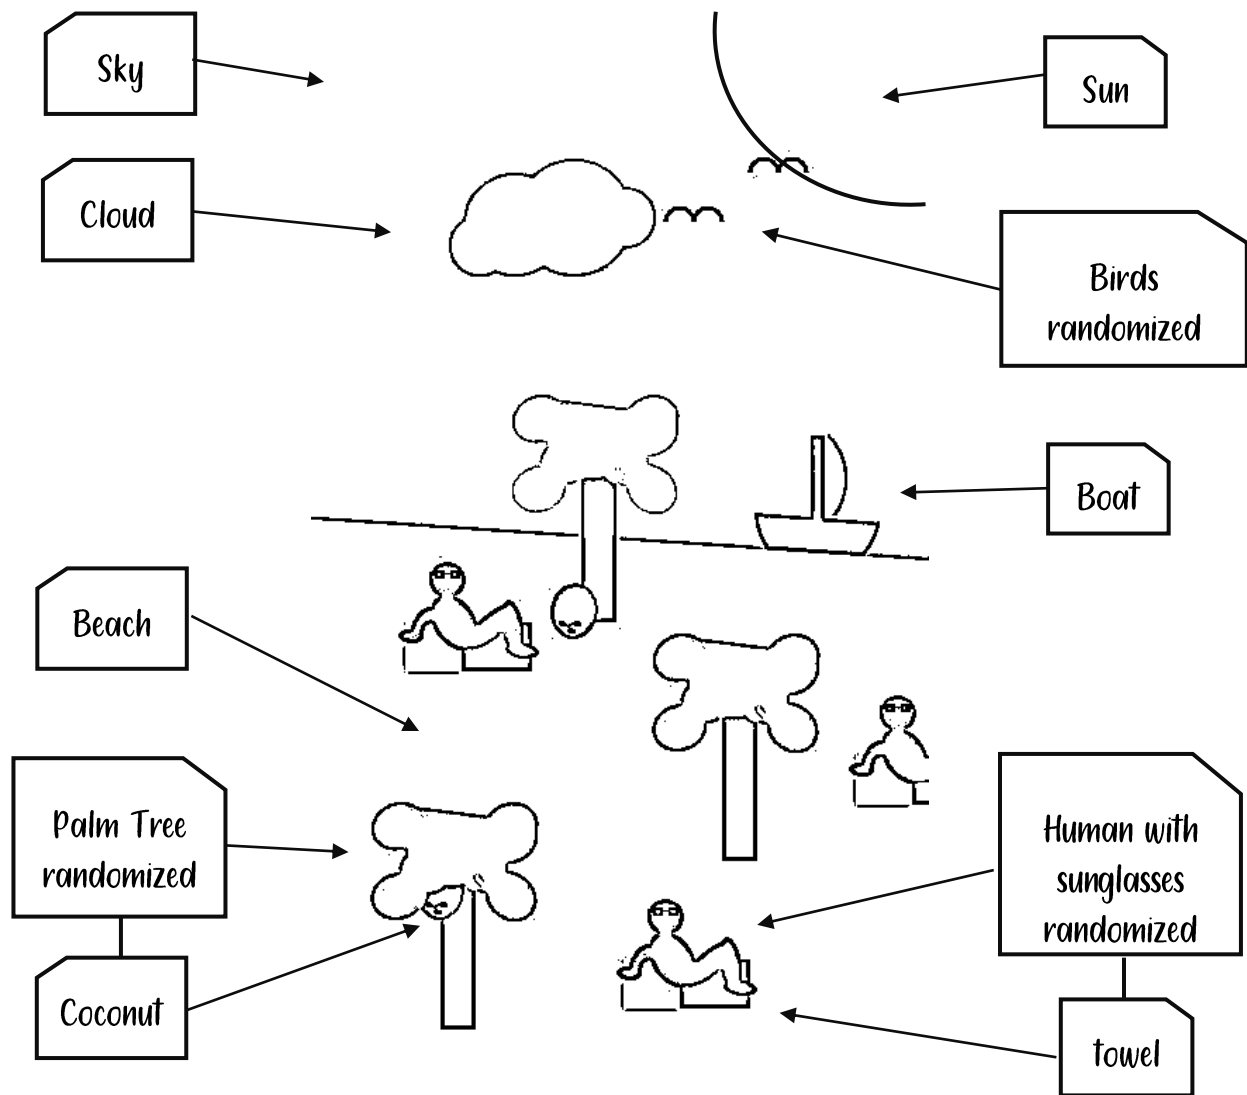 Sky
Sun
Cloud
Birds
randomized
Boat
Beach
Palm Tree
randomized
Human with
sunglasses
randomized
Coconut
towel